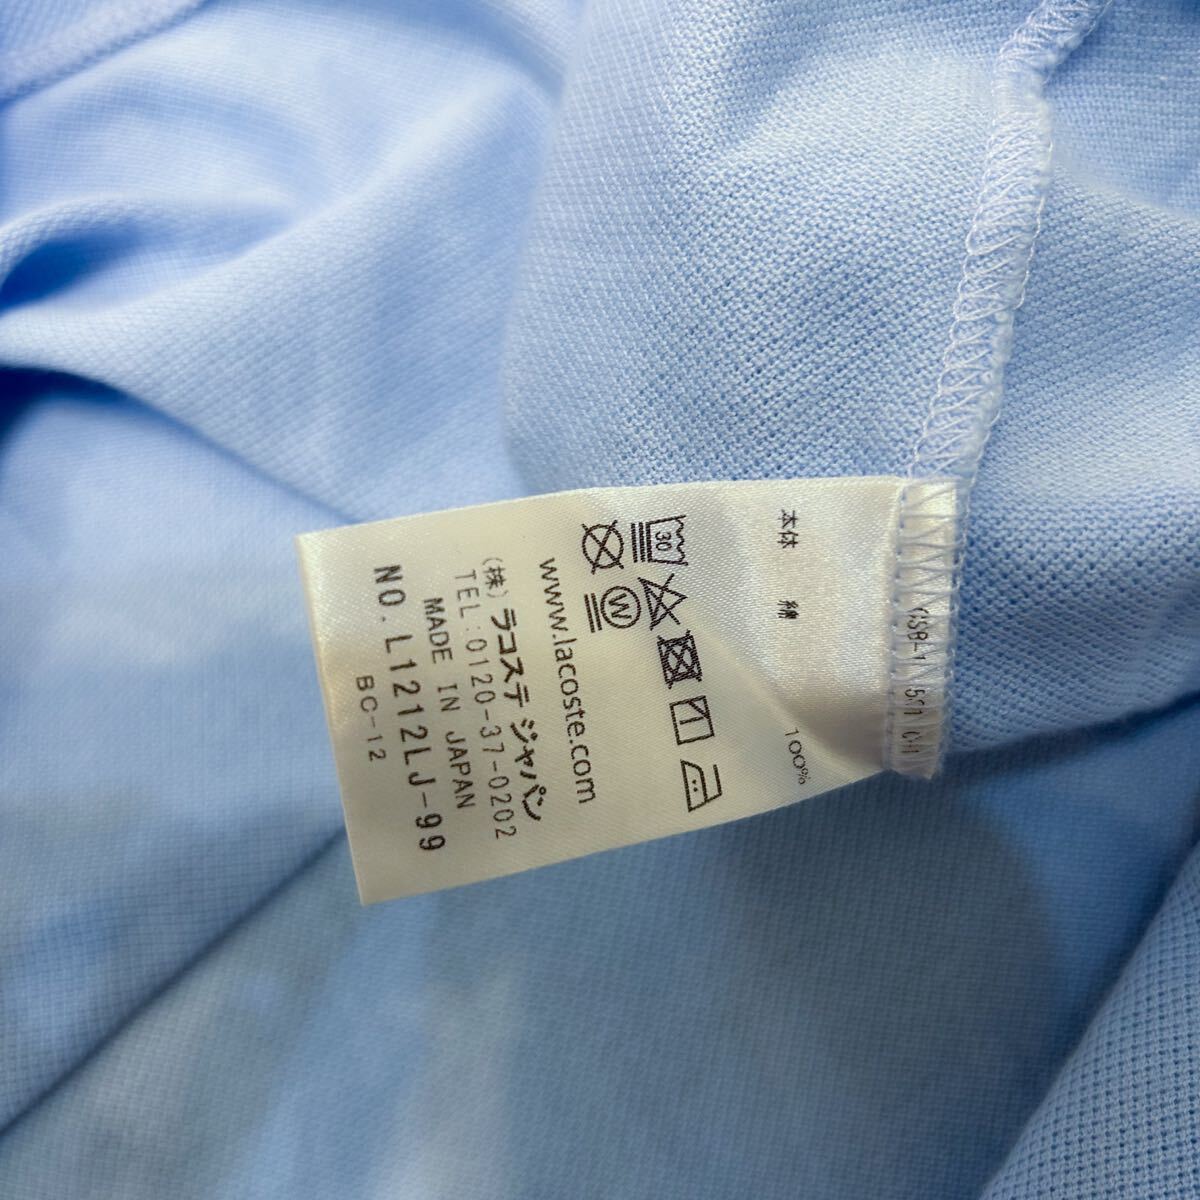 本体 綿 100%
30
W
www.lacoste.com
(株)ラコステ ジャパン
TEL:0120-37-0202
MADE IN JAPAN
NO.L1212LJ-99
BC-12